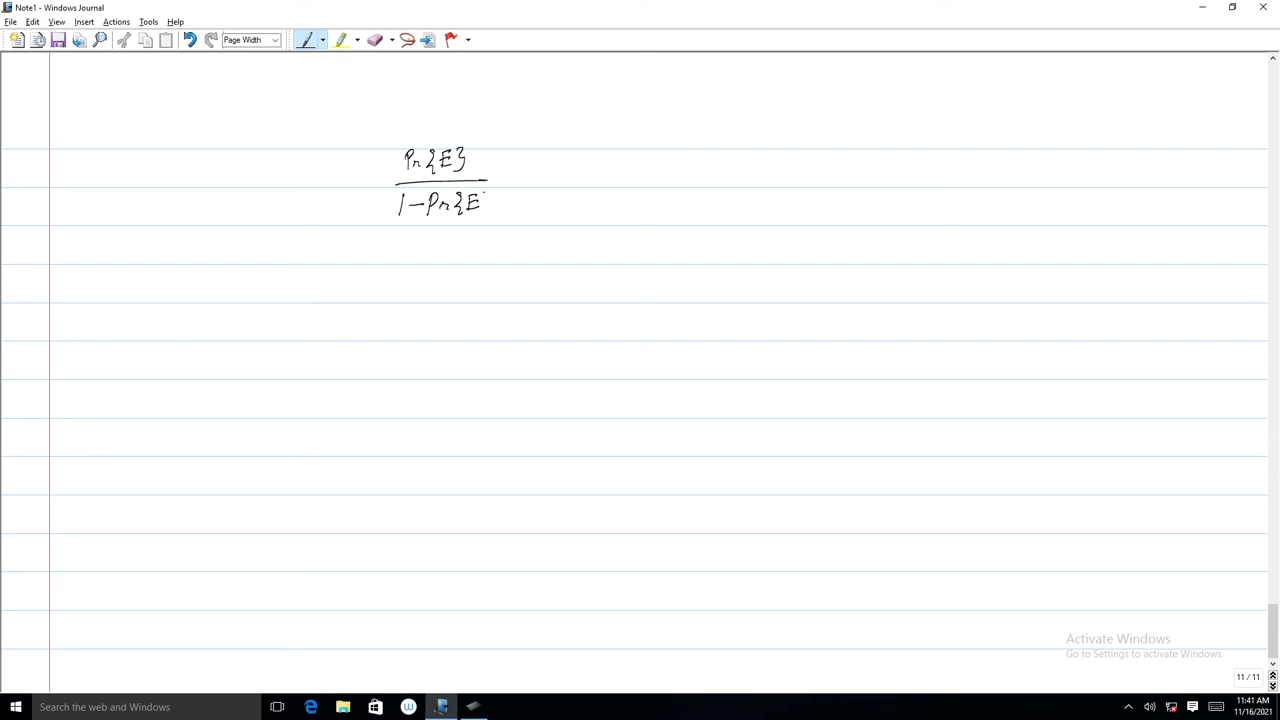 Note1 - Windows Journal
File Edit View Insert Actions Tools Help
Page Width
Pr{E}
1-Pr{E
Activate Windows
Go to Settings to activate Windows.
11 / 11
Search the web and Windows
11:41 AM
11/16/2021